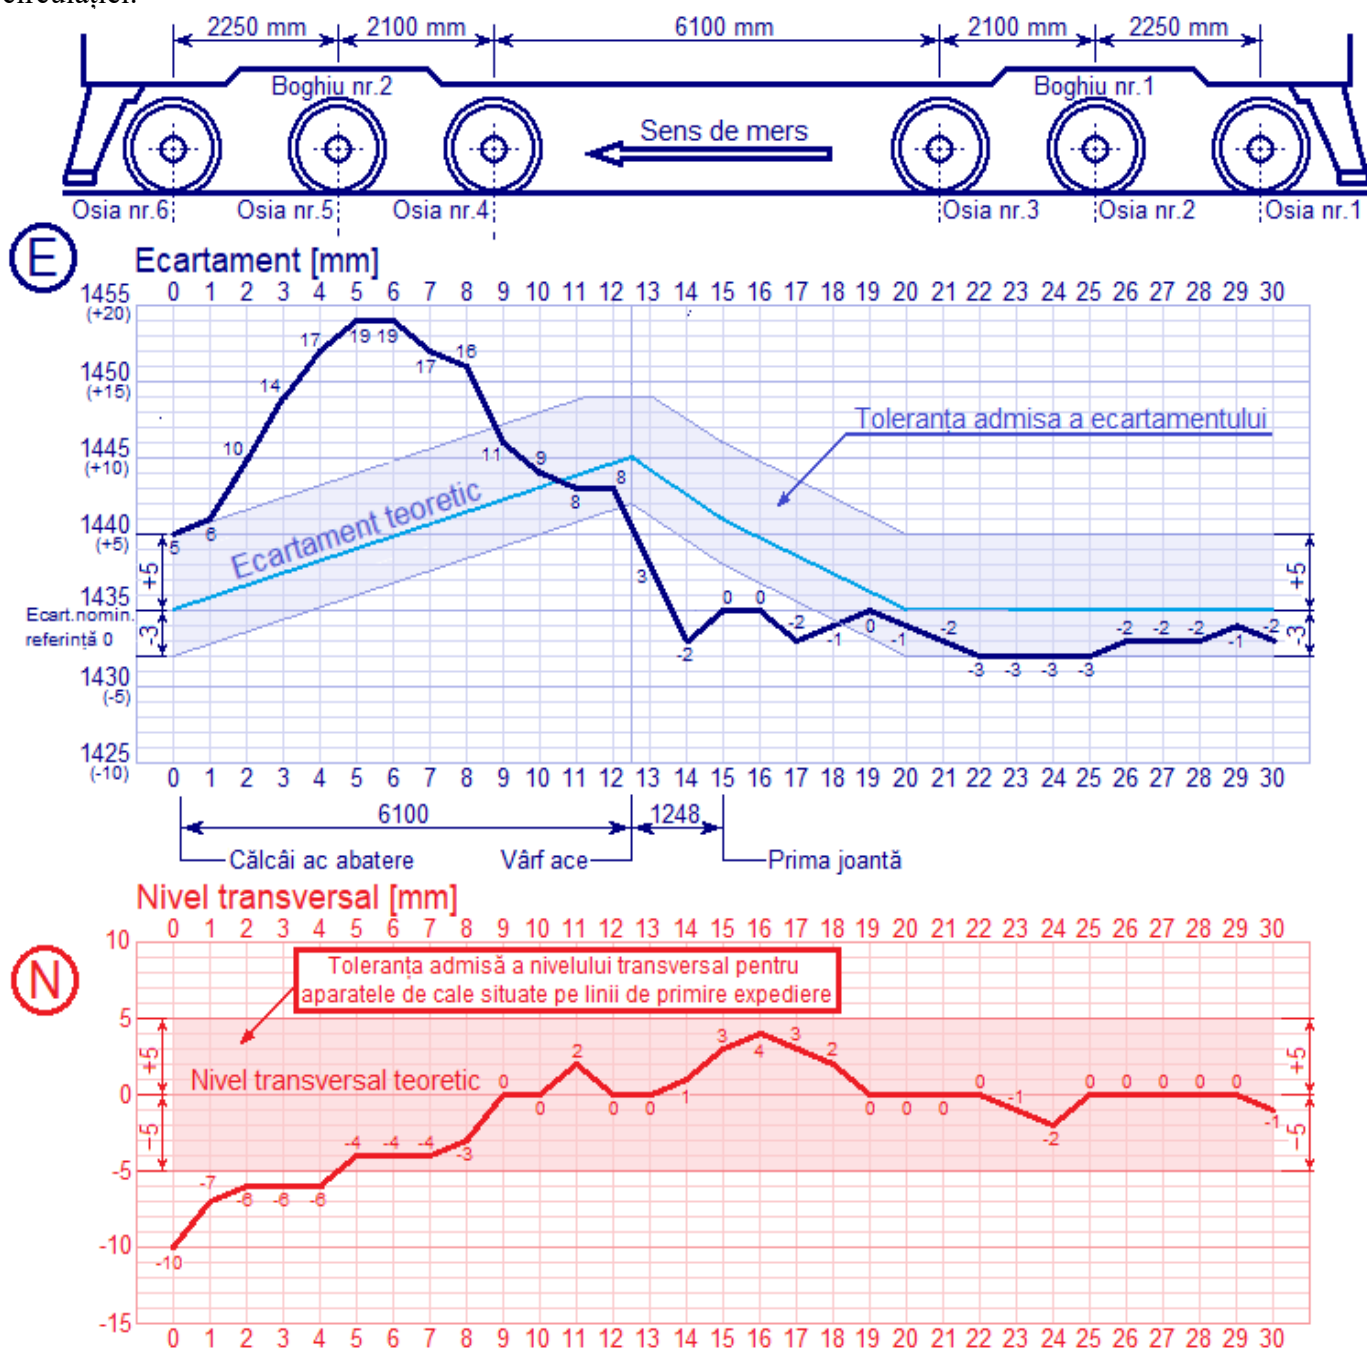 2250 mm 2100 mm 6100 mm 2100 mm 2250 mm
Boghiu nr.2 Boghiu nr.1
Sens de mers
Osia nr.6 Osia nr.5 Osia nr.4 Osia nr.3 Osia nr.2 Osia nr.1
E
Ecartament [mm]
0 1 2 3 4 5 6 7 8 9 10 11 12 13 14 15 16 17 18 19 20 21 22 23 24 25 26 27 28 29 30
1455
(+20)
1450
(+15)
1445
(+10)
1440
(+5)
1435
Ecart.nomin.
referință 0
1430
(-5)
1425
(-10)
5 6 10 14 17 19 19 17 16 11 9 8 8 3 -2 0 0 -2 -1 0 -1 -2 -3 -3 -3 -3 -2 -2 -2 -1 -2
Toleranța admisa a ecartamentului
Ecartament teoretic
+5
-3
+5
-3
0 1 2 3 4 5 6 7 8 9 10 11 12 13 14 15 16 17 18 19 20 21 22 23 24 25 26 27 28 29 30
6100 1248
Călcâi ac abatere Vârf ace Prima joantă
Nivel transversal [mm]
0 1 2 3 4 5 6 7 8 9 10 11 12 13 14 15 16 17 18 19 20 21 22 23 24 25 26 27 28 29 30
N
10
5
0
-5
-10
-15
Toleranța admisă a nivelului transversal pentru
aparatele de cale situate pe linii de primire expediere
+5
-5
+5
-5
Nivel transversal teoretic
-10 -7 -6 -6 -6 -4 -4 -4 -3 0 0 2 0 0 1 3 4 3 2 0 0 0 0 -1 -2 0 0 0 0 0 -1
0 1 2 3 4 5 6 7 8 9 10 11 12 13 14 15 16 17 18 19 20 21 22 23 24 25 26 27 28 29 30